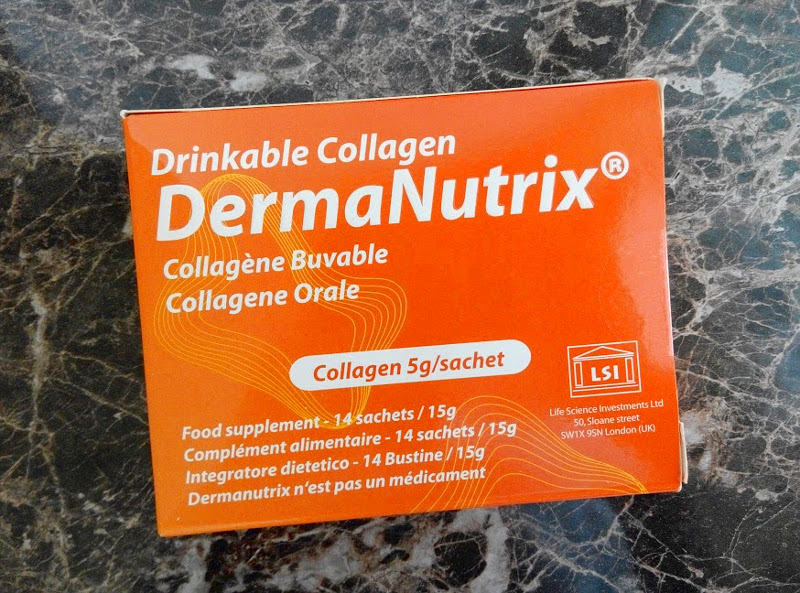 Drinkable Collagen
DermaNutrix®
Collagène Buvable
Collagene Orale
Collagen 5g/sachet
Food supplement - 14 sachets / 15g
Complément alimentaire - 14 sachets / 15g
Integratore dietetico - 14 Bustine / 15g
Dermanutrix n'est pas un médicament
LSI
Life Science Investments Ltd
50, Sloane street
SW1X 9SN London (UK)